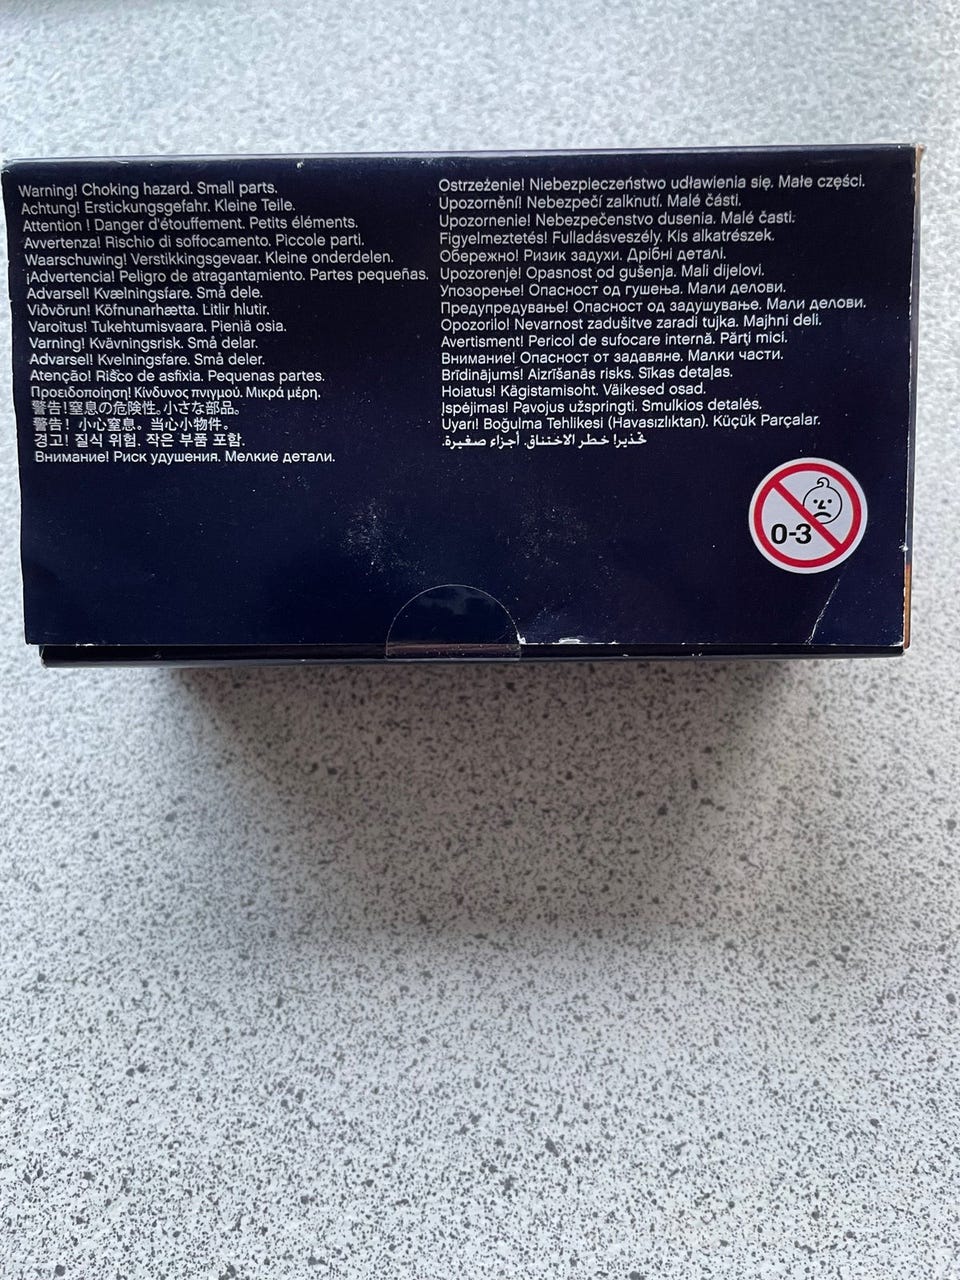 Warning! Choking hazard. Small parts.
Achtung! Erstickungsgefahr. Kleine Teile.
Attention ! Danger d'étouffement. Petits éléments.
Avvertenza! Rischio di soffocamento. Piccole parti.
Waarschuwing! Verstikkingsgevaar. Kleine onderdelen.
¡Advertencia! Peligro de atragantamiento. Partes pequeñas.
Advarsel! Kvælningsfare. Små dele.
Viðvörun! Köfnunarhætta. Litlir hlutir.
Varoitus! Tukehtumisvaara. Pieniä osia.
Varning! Kvävningsrisk. Små delar.
Advarsel! Kvelningsfare. Små deler.
Atenção! Risco de asfixia. Pequenas partes.
Προειδοποίηση! Κίνδυνος πνιγμού. Μικρά μέρη.
警告!窒息の危険性。小さな部品。
警告! 小心窒息。当心小物件。
경고! 질식 위험. 작은 부품 포함.
Внимание! Риск удушения. Мелкие детали.
Ostrzeżenie! Niebezpieczeństwo udławienia się. Małe części.
Upozornění! Nebezpečí zalknutí. Malé části.
Upozornenie! Nebezpečenstvo dusenia. Malé časti.
Figyelmeztetés! Fulladásveszély. Kis alkatrészek.
Обережно! Ризик задухи. Дрібні деталі.
Upozorenje! Opasnost od gušenja. Mali dijelovi.
Упозорење! Опасност од гушења. Мали делови.
Предупредување! Опасност од задушување. Мали делови.
Opozorilo! Nevarnost zadušitve zaradi tujka. Majhni deli.
Avertisment! Pericol de sufocare internă. Părți mici.
Внимание! Опасност от задавяне. Малки части.
Brīdinājums! Aizrīšanās risks. Sīkas detaļas.
Hoiatus! Kägistamisoht. Väikesed osad.
Įspėjimas! Pavojus užspringti. Smulkios detalės.
Uyarı! Boğulma Tehlikesi (Havasızlıktan). Küçük Parçalar.
تحذير! خطر الاختناق. أجزاء صغيرة.
0-3